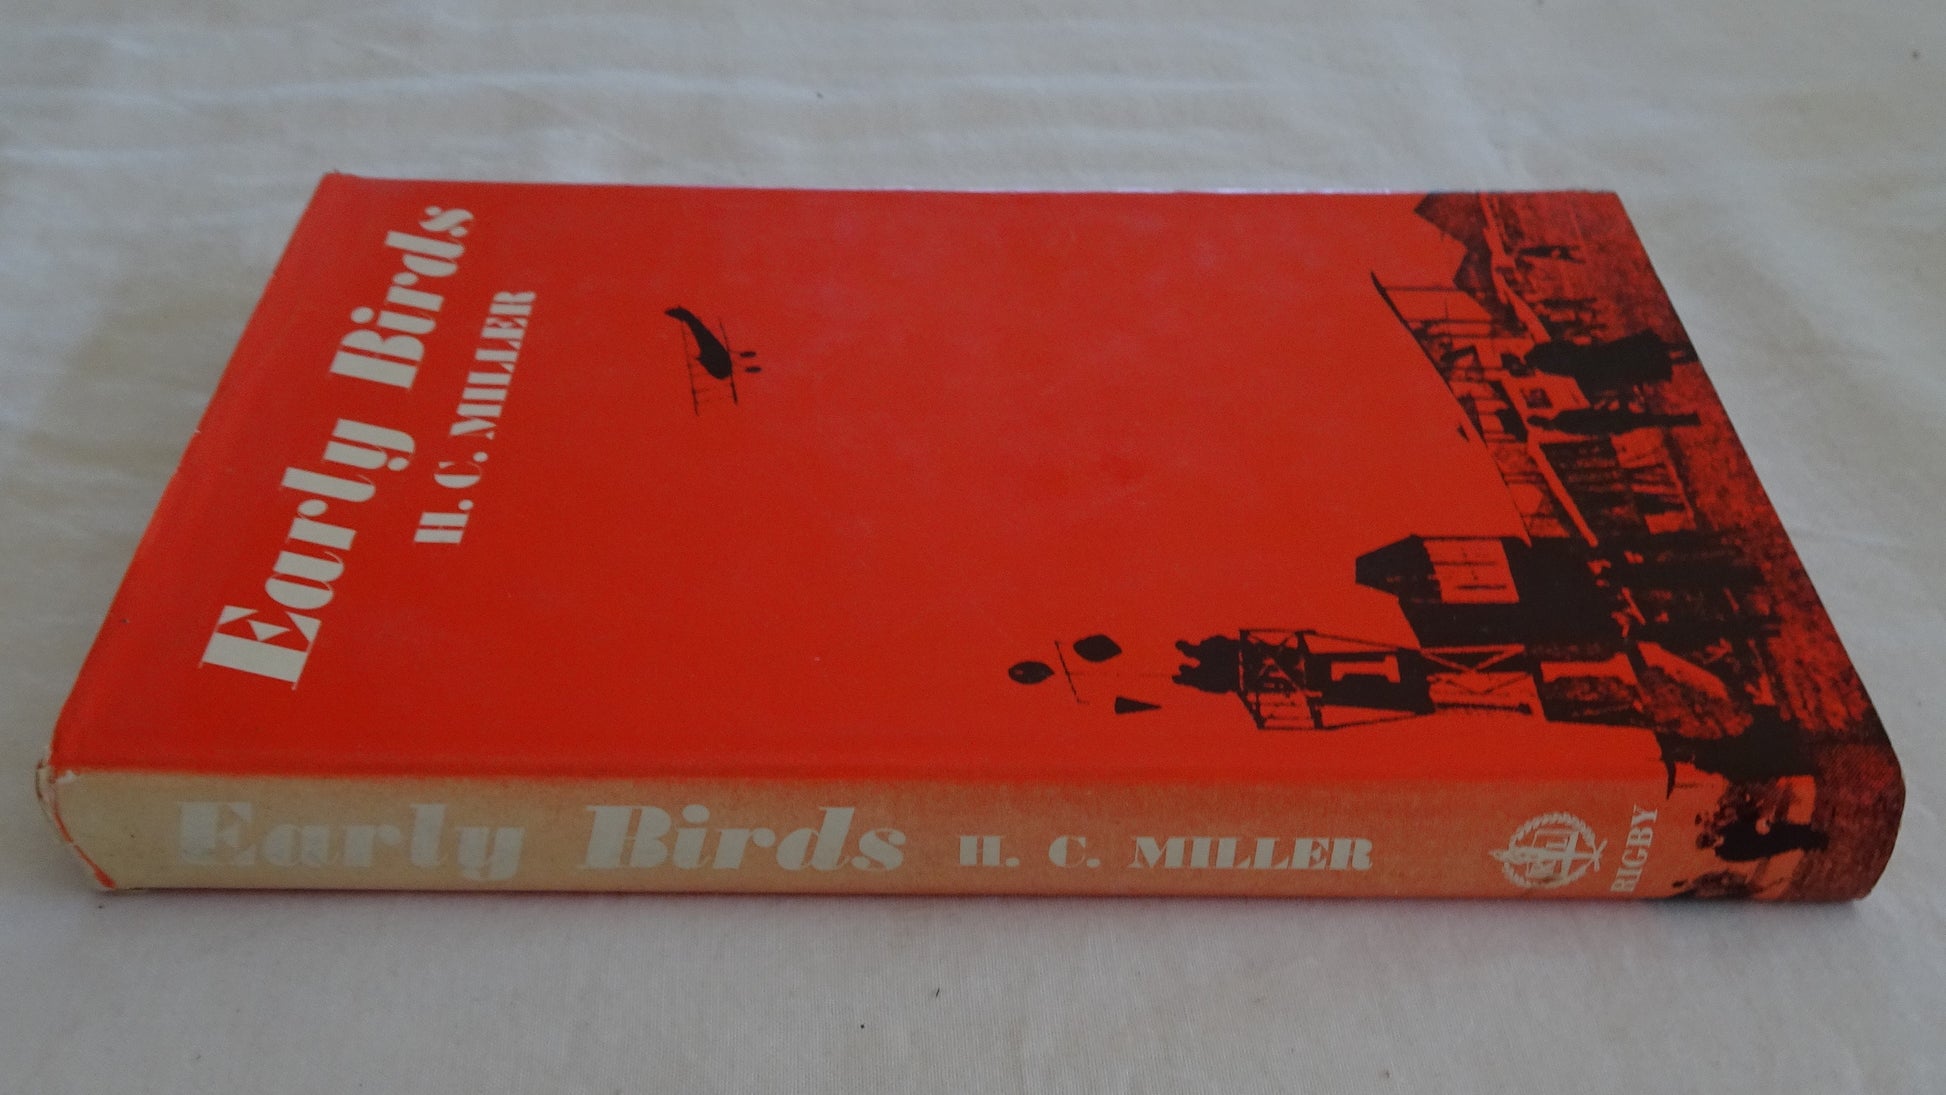 Early Birds
H. C. MILLER
Early Birds H. C. MILLER
RIGBY